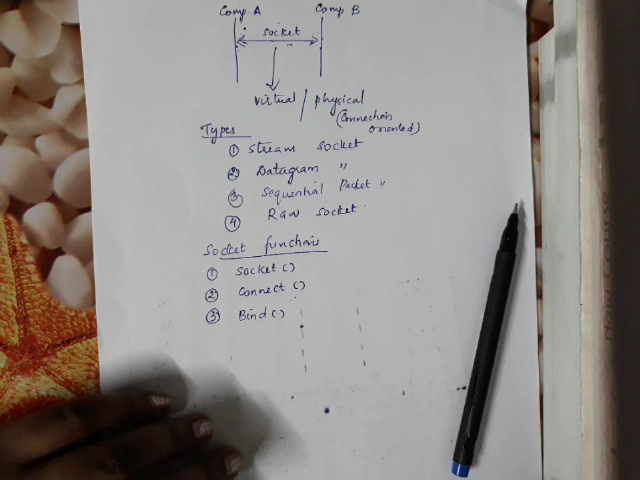 Comp. A Comp B
socket
virtual / physical
(Connection
oriented)
Types
① Stream socket
② Datagram "
③ Sequential Packet "
④ Raw socket
Socket functions
① Socket ()
② Connect ()
③ Bind ()